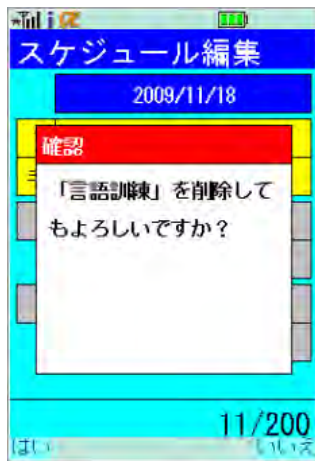 スケジュール編集
2009/11/18
確認
「言語訓練」を削除して
もよろしいですか？
11/200
はい いいえ